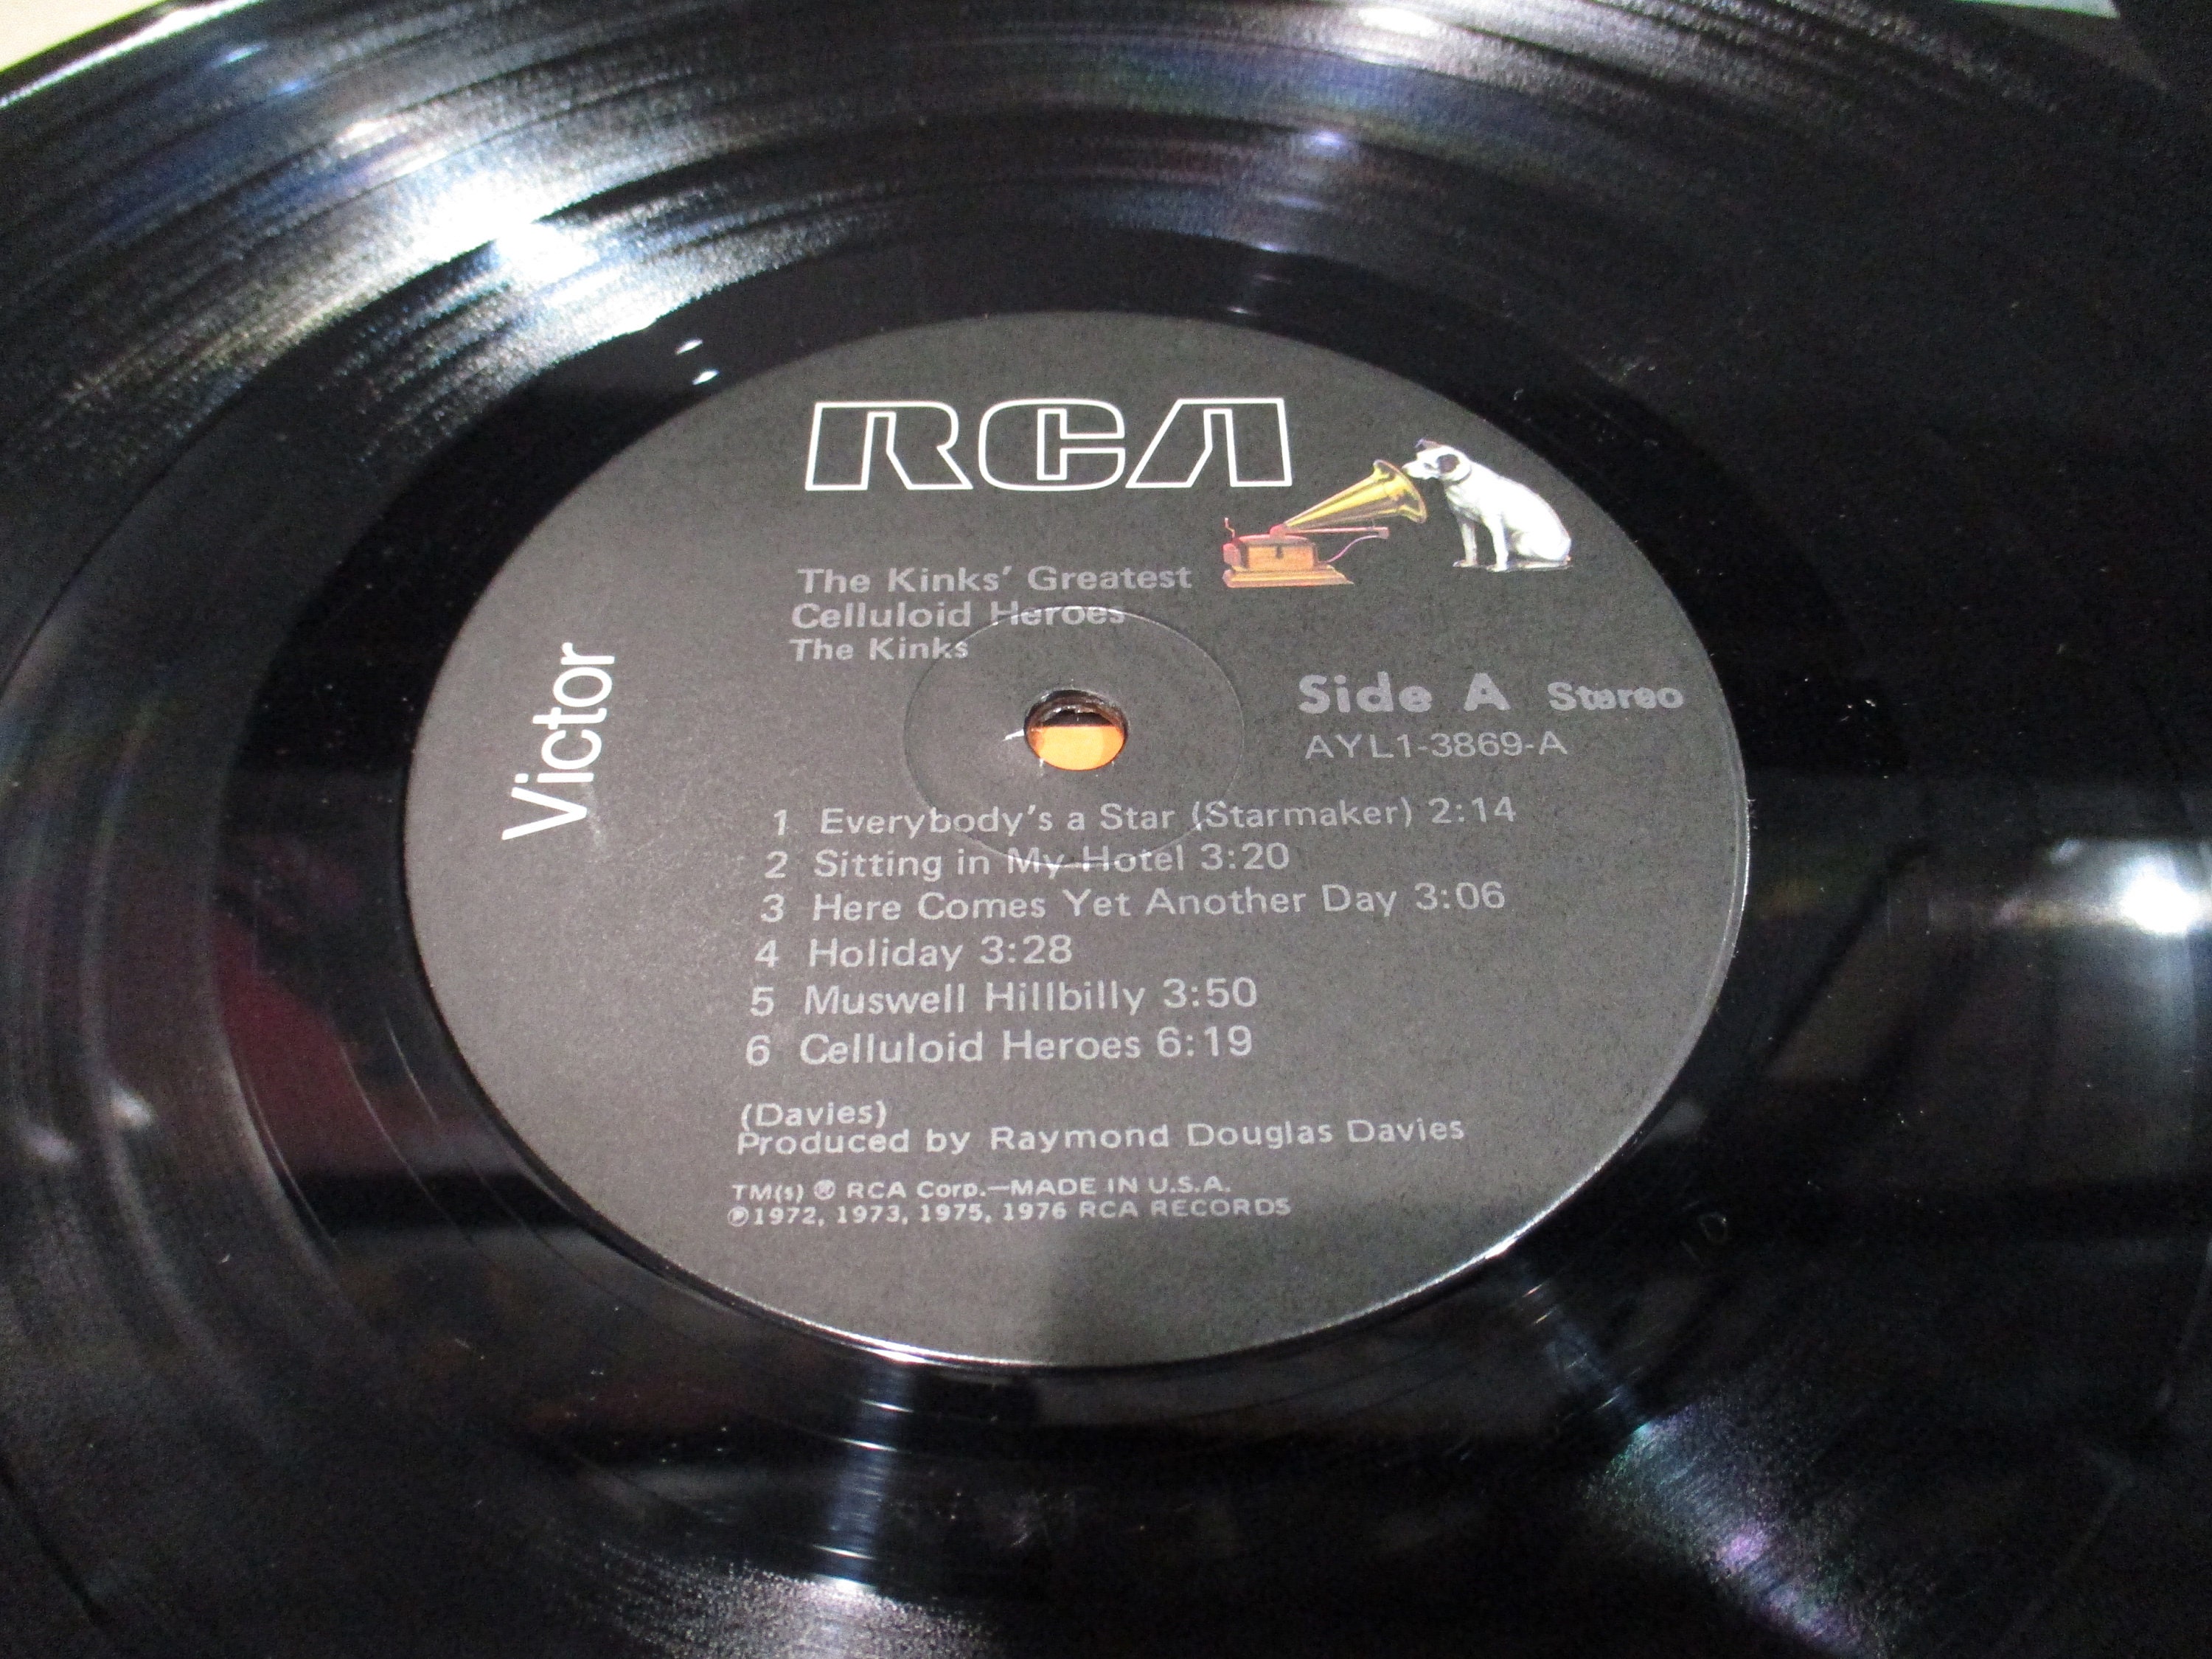 RCA
Victor
The Kinks' Greatest
Celluloid Heroes
The Kinks
Side A Stereo
AYL1-3869-A
1 Everybody's a Star (Starmaker) 2:14
2 Sitting in My Hotel 3:20
3 Here Comes Yet Another Day 3:06
4 Holiday 3:28
5 Muswell Hillbilly 3:50
6 Celluloid Heroes 6:19
(Davies)
Produced by Raymond Douglas Davies
TM(s) ® RCA Corp.—MADE IN U.S.A.
℗1972, 1973, 1975, 1976 RCA RECORDS